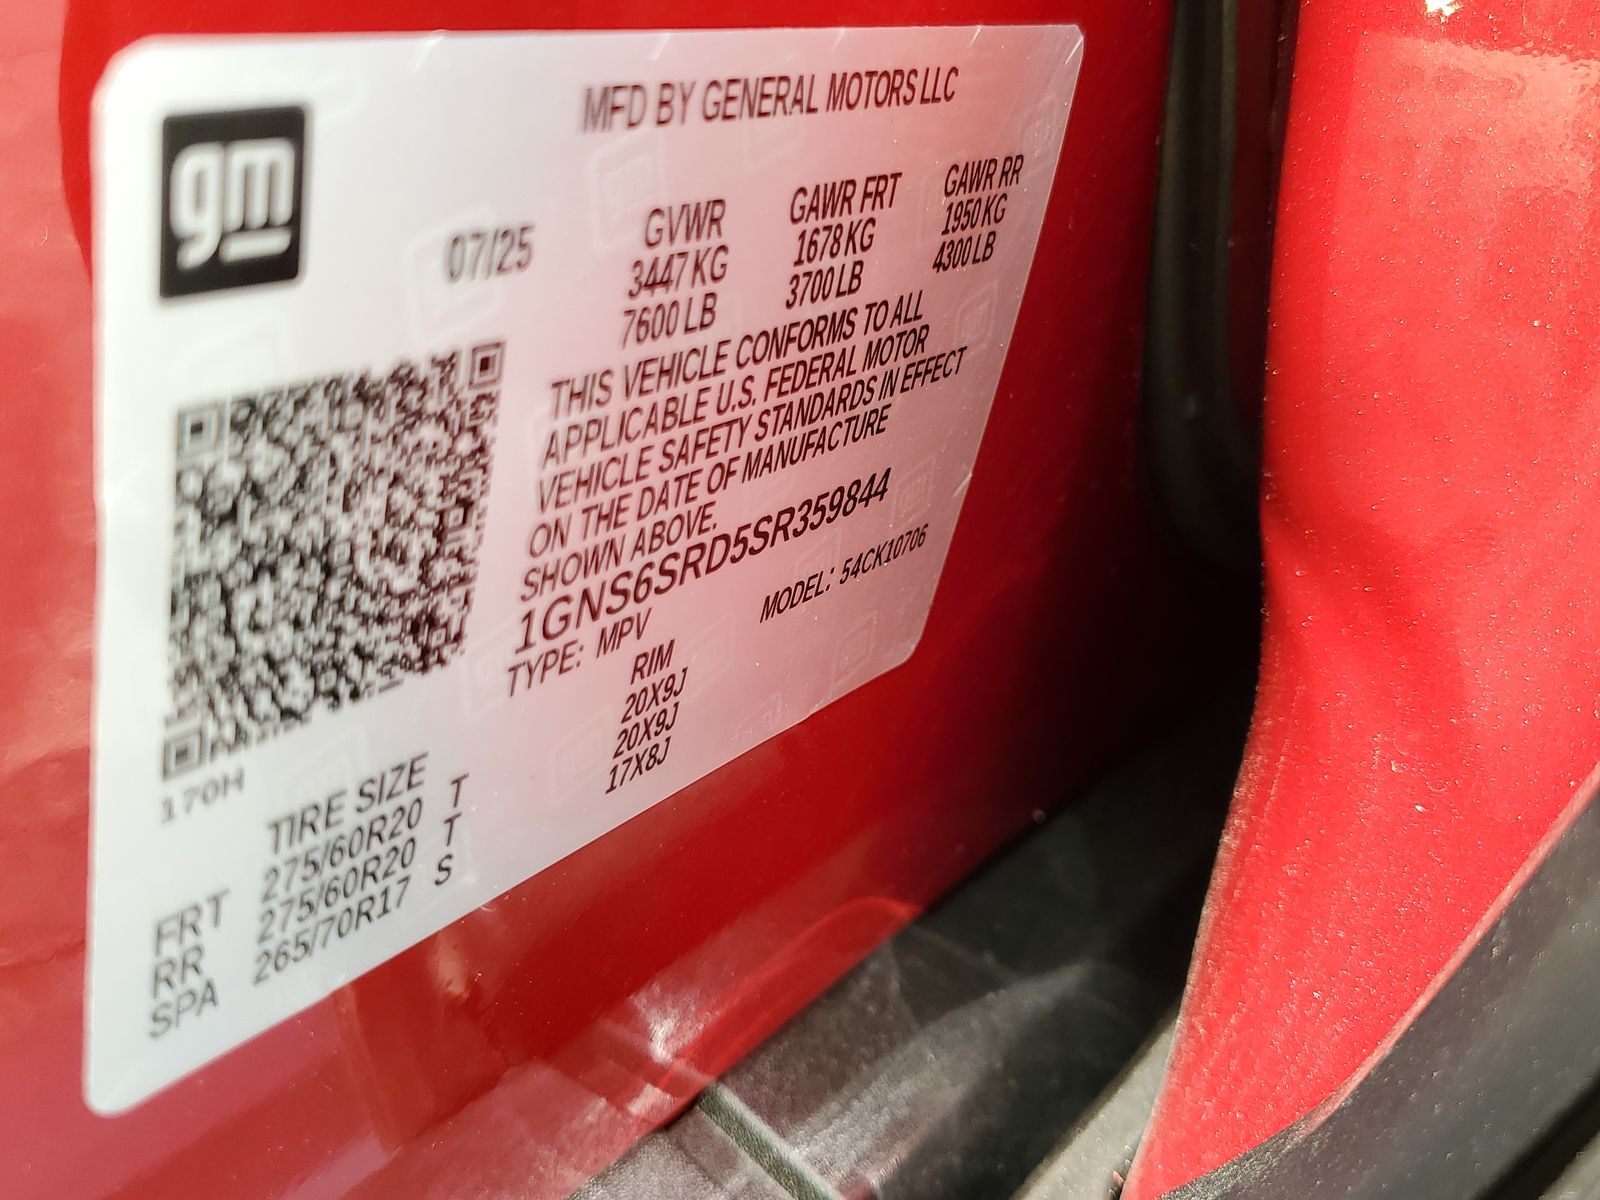 gm
MFD BY GENERAL MOTORS LLC
07/25
GVWR GAWR FRT GAWR RR
3447 KG 1678 KG 1950 KG
7600 LB 3700 LB 4300 LB
THIS VEHICLE CONFORMS TO ALL
APPLICABLE U.S. FEDERAL MOTOR
VEHICLE SAFETY STANDARDS IN EFFECT
ON THE DATE OF MANUFACTURE
SHOWN ABOVE.
1GNS6SRD5SR359844
TYPE: MPV MODEL: 54CK10706
170H
TIRE SIZE RIM
FRT 275/60R20 T 20X9J
RR 275/60R20 T 20X9J
SPA 265/70R17 S 17X8J